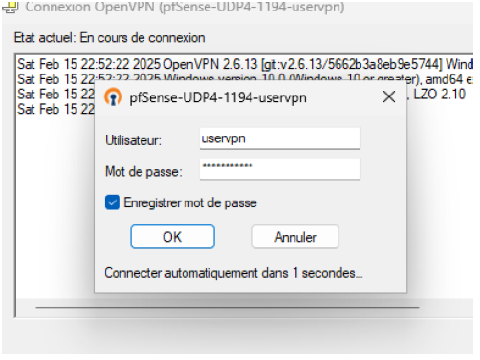 Connexion OpenVPN (pfSense-UDP4-1194-uservpn)
Etat actuel: En cours de connexion
Sat Feb 15 22:52:22 2025 OpenVPN 2.6.13 [git:v2.6.13/5662b3a8eb9e5744] Wind
Sat Feb 15 22:52:22 2025 Windows version 10.0 (Windows 10 or greater), amd64 e
Sat Feb 15 22 , LZO 2.10
Sat Feb 15 22
pfSense-UDP4-1194-uservpn
Utilisateur: uservpn
Mot de passe: ***********
Enregistrer mot de passe
OK Annuler
Connecter automatiquement dans 1 secondes...